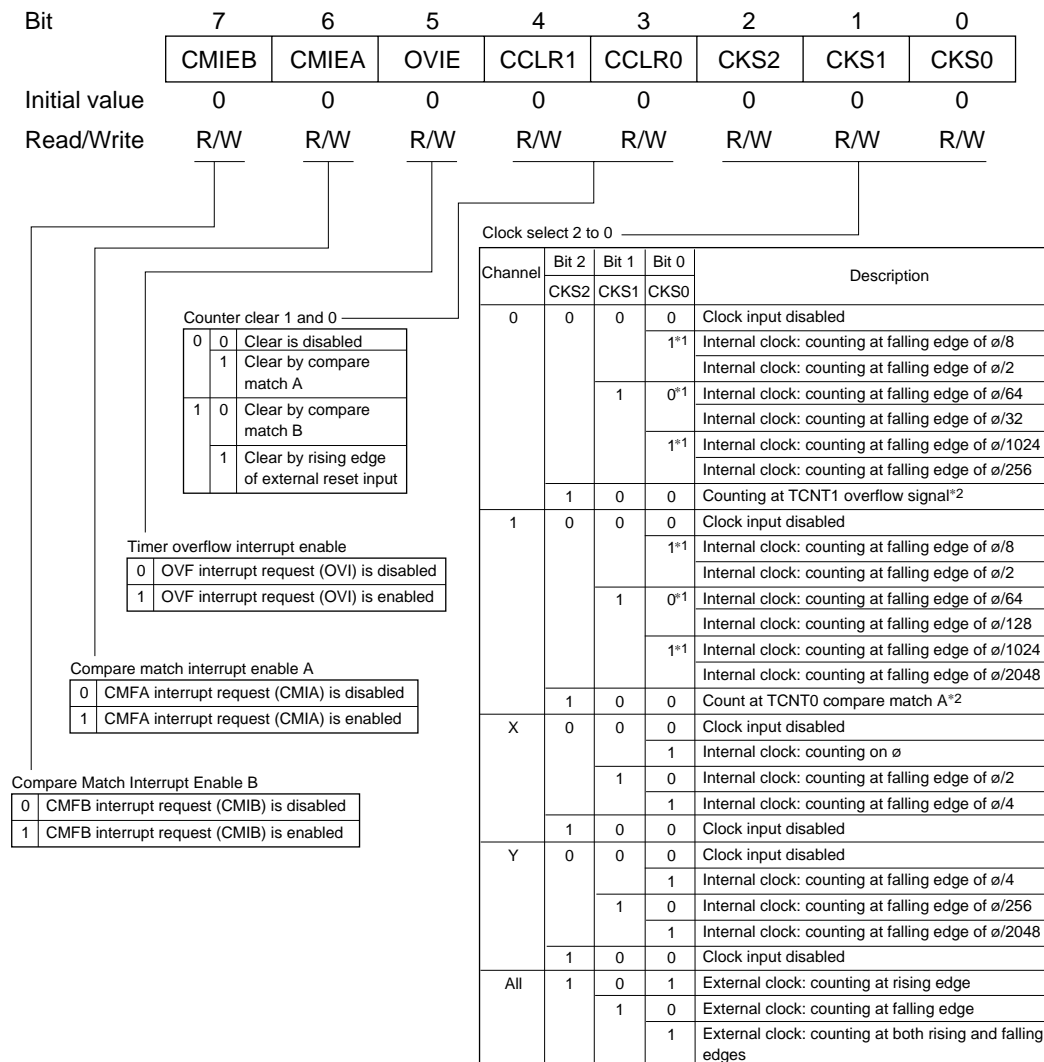 Bit 7 6 5 4 3 2 1 0
CMIEB CMIEA OVIE CCLR1 CCLR0 CKS2 CKS1 CKS0
Initial value 0 0 0 0 0 0 0 0
Read/Write R/W R/W R/W R/W R/W R/W R/W R/W
Clock select 2 to 0
Channel Bit 2 Bit 1 Bit 0 Description
CKS2 CKS1 CKS0
0 0 0 0 Clock input disabled
1*1 Internal clock: counting at falling edge of ø/8
Internal clock: counting at falling edge of ø/2
1 0*1 Internal clock: counting at falling edge of ø/64
Internal clock: counting at falling edge of ø/32
1*1 Internal clock: counting at falling edge of ø/1024
Internal clock: counting at falling edge of ø/256
1 0 0 Counting at TCNT1 overflow signal*2
1 0 0 0 Clock input disabled
1*1 Internal clock: counting at falling edge of ø/8
Internal clock: counting at falling edge of ø/2
1 0*1 Internal clock: counting at falling edge of ø/64
Internal clock: counting at falling edge of ø/128
1*1 Internal clock: counting at falling edge of ø/1024
Internal clock: counting at falling edge of ø/2048
1 0 0 Count at TCNT0 compare match A*2
X 0 0 0 Clock input disabled
1 Internal clock: counting on ø
1 0 Internal clock: counting at falling edge of ø/2
1 Internal clock: counting at falling edge of ø/4
1 0 0 Clock input disabled
Y 0 0 0 Clock input disabled
1 Internal clock: counting at falling edge of ø/4
1 0 Internal clock: counting at falling edge of ø/256
1 Internal clock: counting at falling edge of ø/2048
1 0 0 Clock input disabled
All 1 0 1 External clock: counting at rising edge
1 0 External clock: counting at falling edge
1 External clock: counting at both rising and falling
edges
Counter clear 1 and 0
0 0 Clear is disabled
1 Clear by compare
match A
1 0 Clear by compare
match B
1 Clear by rising edge
of external reset input
Timer overflow interrupt enable
0 OVF interrupt request (OVI) is disabled
1 OVF interrupt request (OVI) is enabled
Compare match interrupt enable A
0 CMFA interrupt request (CMIA) is disabled
1 CMFA interrupt request (CMIA) is enabled
Compare Match Interrupt Enable B
0 CMFB interrupt request (CMIB) is disabled
1 CMFB interrupt request (CMIB) is enabled